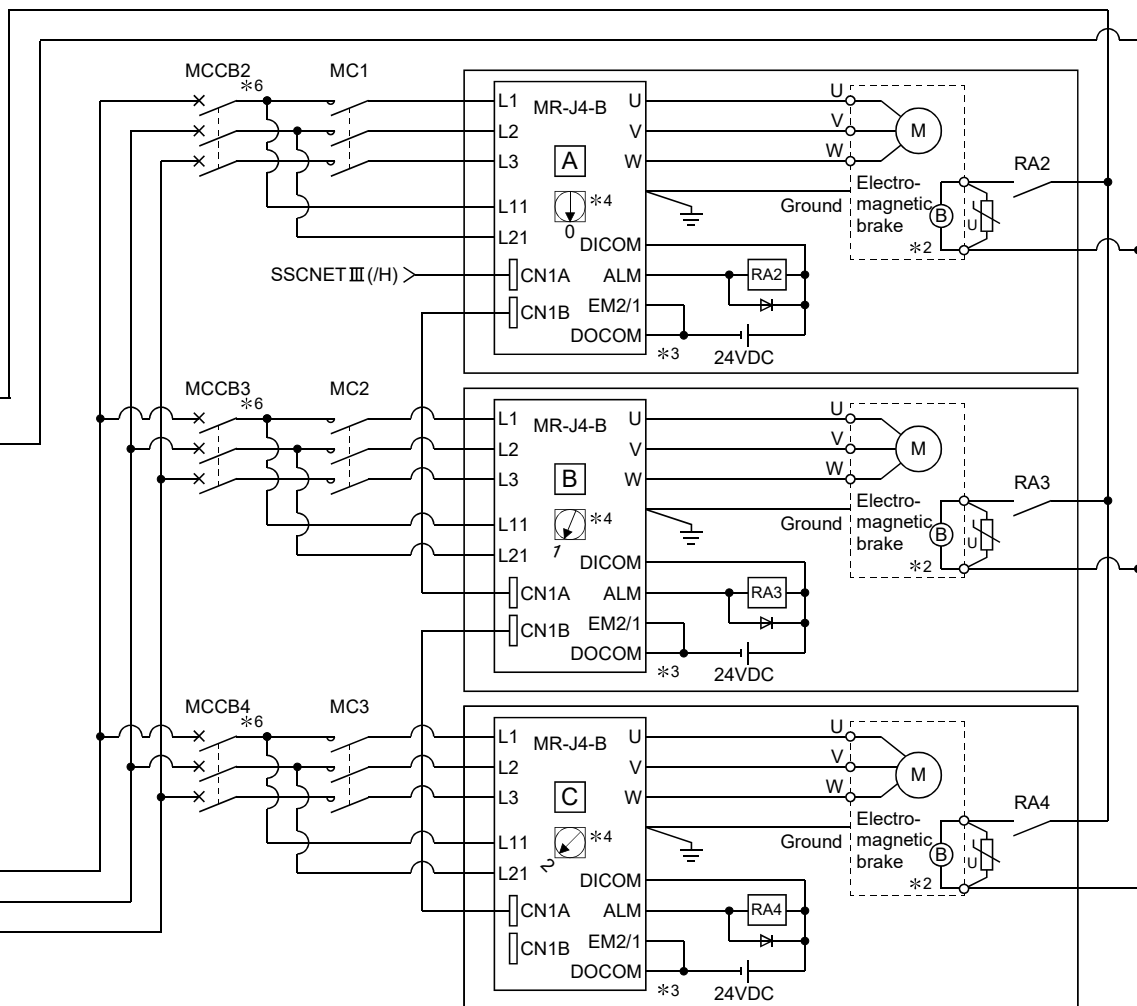 MCCB2 MC1
*6
L1 MR-J4-B U U
L2 V V M
L3 W W
A
Electro-
magnetic
brake
RA2
*4
L11 Ground B
0 U
L21 DICOM *2
SSCNETⅢ(/H) CN1A ALM RA2
CN1B EM2/1
DOCOM *3 24VDC
MCCB3 MC2
*6
L1 MR-J4-B U U
L2 V V M
L3 W W
B
Electro-
magnetic
brake
RA3
*4
L11 Ground B
1 U
L21 DICOM *2
CN1A ALM RA3
CN1B EM2/1
DOCOM *3 24VDC
MCCB4 MC3
*6
L1 MR-J4-B U U
L2 V V M
L3 W W
C
Electro-
magnetic
brake
RA4
*4
L11 Ground B
2 U
L21 DICOM *2
CN1A ALM RA4
CN1B EM2/1
DOCOM *3 24VDC